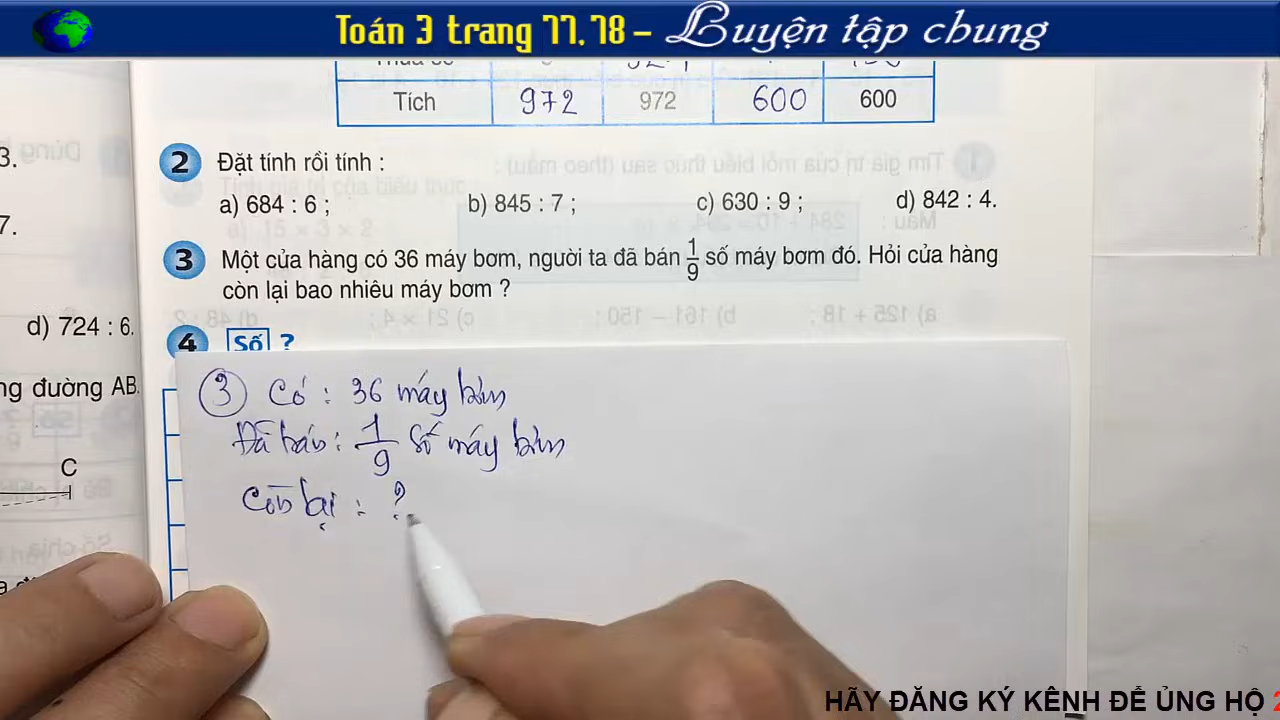 Toán 3 trang 77, 78 – Luyện tập chung
Tích 972 972 600 600
3.
2 Đặt tính rồi tính :
a) 684 : 6 ; b) 845 : 7 ; c) 630 : 9 ; d) 842 : 4.
7.
3 Một cửa hàng có 36 máy bơm, người ta đã bán 1/9 số máy bơm đó. Hỏi cửa hàng
còn lại bao nhiêu máy bơm ?
d) 724 : 6.
4 Số ?
ng đường AB.
C
3 Có : 36 máy bơm
Đã bán : 1/9 số máy bơm
Còn lại : ?
HÃY ĐĂNG KÝ KÊNH ĐỂ ỦNG HỘ